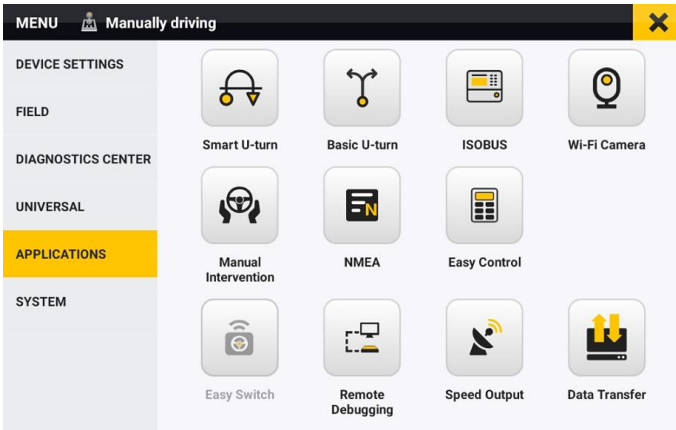 MENU Manually driving
DEVICE SETTINGS
FIELD
DIAGNOSTICS CENTER
UNIVERSAL
APPLICATIONS
SYSTEM
Smart U-turn
Basic U-turn
ISOBUS
Wi-Fi Camera
Manual
Intervention
N
NMEA
Easy Control
Easy Switch
Remote
Debugging
Speed Output
Data Transfer